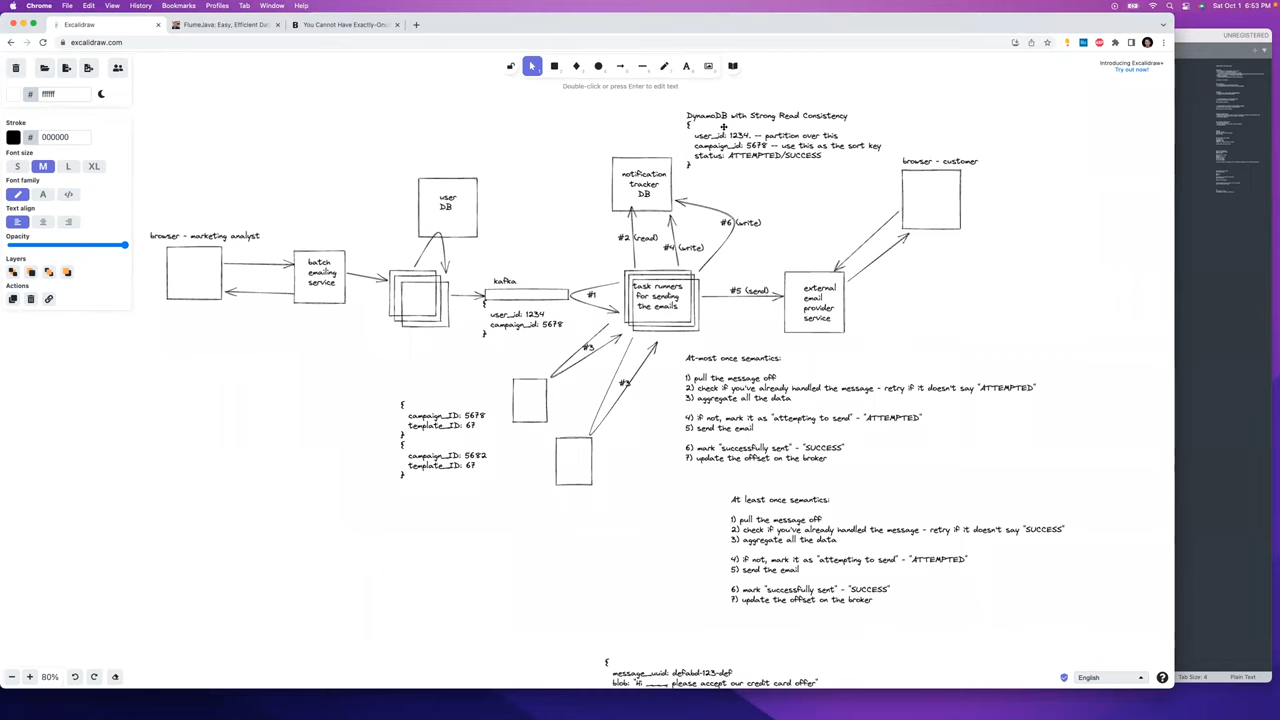 Chrome File Edit View History Bookmarks Profiles Tab Window Help
Sat Oct 1 6:53 PM
Excalidraw
FlumeJava: Easy, Efficient Dat
You Cannot Have Exactly-Onc
excalidraw.com
UNREGISTERED
Introducing Excalidraw+
Try out now!
Double-click or press Enter to edit text
# ffffff
Stroke
# 000000
Font size
S M L XL
Font family
A </>
Text align
Opacity
Layers
Actions
DynamoDB with Strong Read Consistency
{
user_id: 1234. -- partition over this
campaign_id: 5678 -- use this as the sort key
status: ATTEMPTED/SUCCESS
}
browser - customer
notification
tracker
DB
user
DB
#6 (write)
#2 (read)
#4 (write)
browser - marketing analyst
batch
emailing
service
kafka
{
user_id: 1234
campaign_id: 5678
}
#1
task runners
for sending
the emails
#5 (send)
external
email
provider
service
#3
#3
At-most once semantics:
1) pull the message off
2) check if you've already handled the message - retry if it doesn't say "ATTEMPTED"
3) aggregate all the data
4) if not, mark it as "attempting to send" - "ATTEMPTED"
5) send the email
6) mark "successfully sent" - "SUCCESS"
7) update the offset on the broker
{
campaign_ID: 5678
template_ID: 67
}
{
campaign_ID: 5682
template_ID: 67
}
At least once semantics:
1) pull the message off
2) check if you've already handled the message - retry if it doesn't say "SUCCESS"
3) aggregate all the data
4) if not, mark it as "attempting to send" - "ATTEMPTED"
5) send the email
6) mark "successfully sent" - "SUCCESS"
7) update the offset on the broker
{
message_uuid: defabd-123-def
blob: "Hi ____, please accept our credit card offer"
80%
English
Tab Size: 4
Plain Text